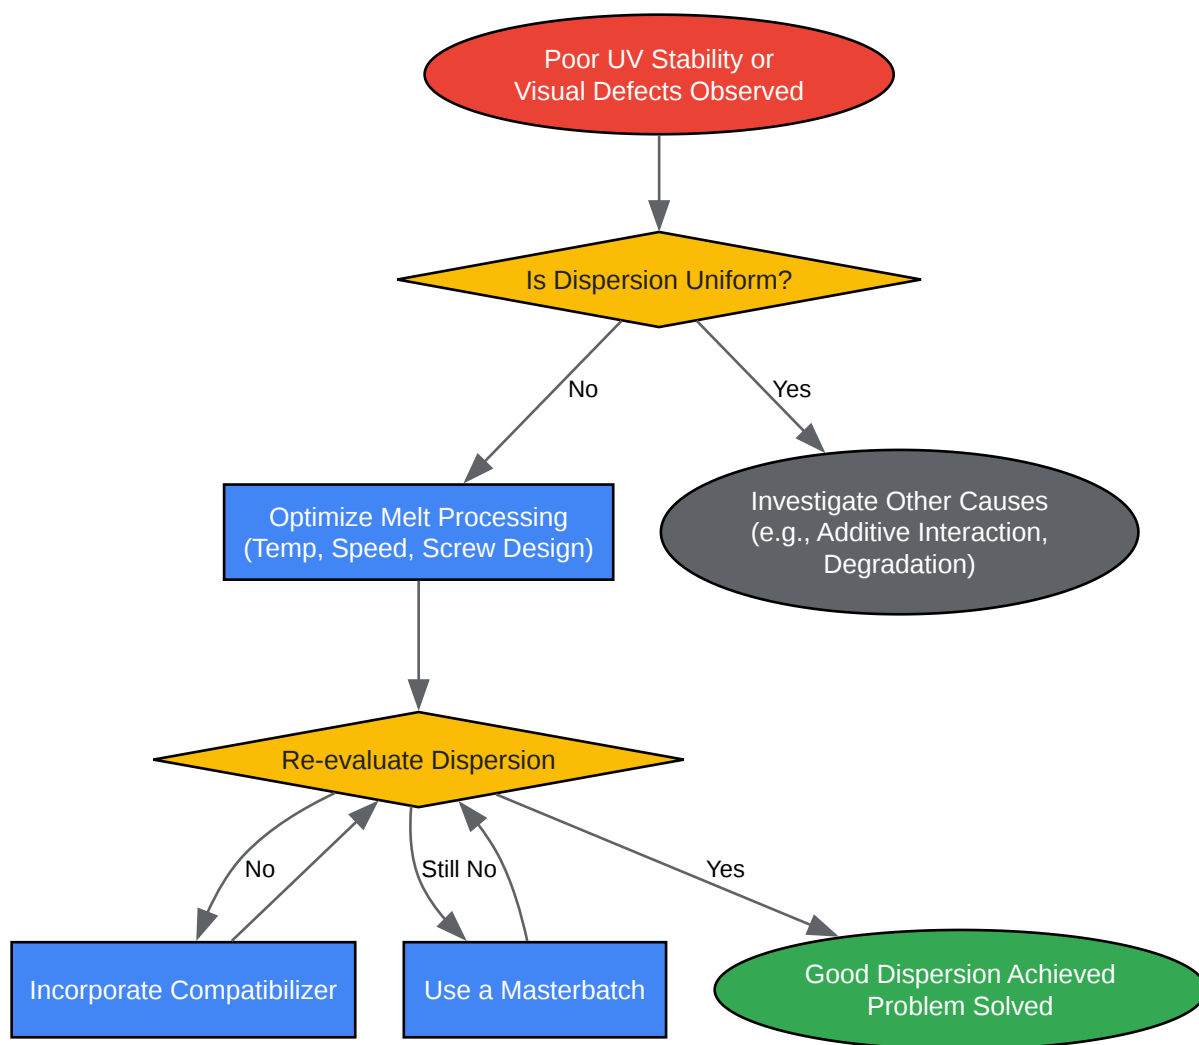 Poor UV Stability or
Visual Defects Observed
Is Dispersion Uniform?
No
Yes
Optimize Melt Processing
(Temp, Speed, Screw Design)
Investigate Other Causes
(e.g., Additive Interaction,
Degradation)
Re-evaluate Dispersion
No
Still No
Yes
Incorporate Compatibilizer
Use a Masterbatch
Good Dispersion Achieved
Problem Solved